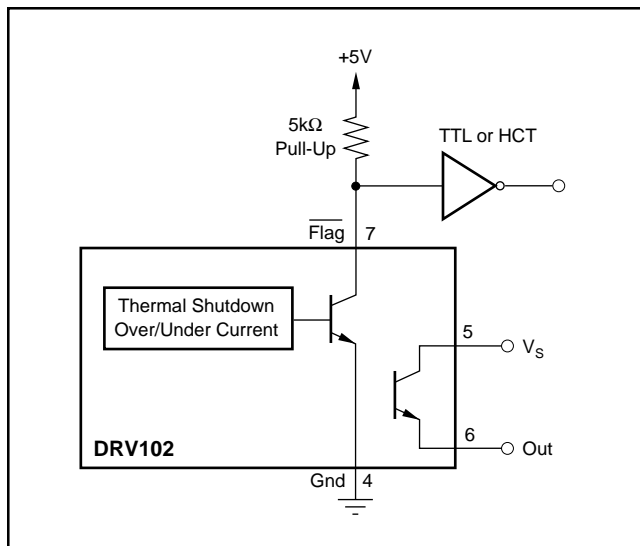 +5V
5kΩ
Pull-Up
TTL or HCT
Flag
7
Thermal Shutdown
Over/Under Current
5
VS
6
Out
DRV102
Gnd
4